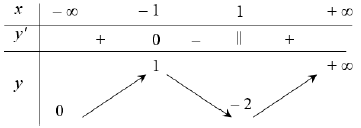 x −∞ −1 1 +∞
y' + 0 − || +
1 +∞
y
−2
0